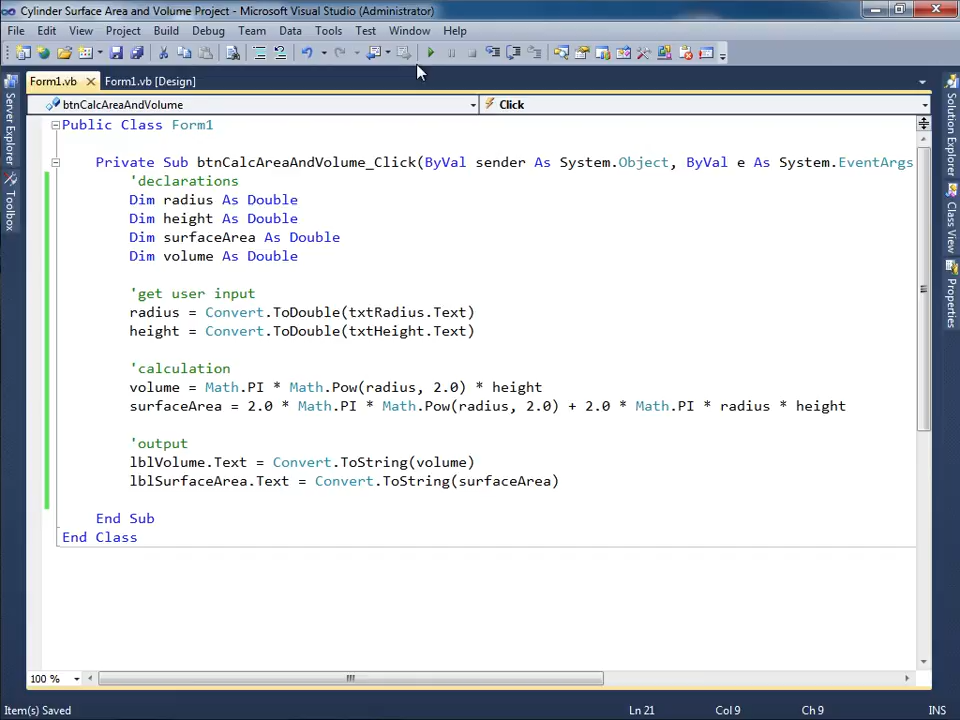 Cylinder Surface Area and Volume Project - Microsoft Visual Studio (Administrator)
File Edit View Project Build Debug Team Data Tools Test Window Help
Form1.vb Form1.vb [Design]
btnCalcAreaAndVolume Click
Public Class Form1
Private Sub btnCalcAreaAndVolume_Click(ByVal sender As System.Object, ByVal e As System.EventArgs
'declarations
Dim radius As Double
Dim height As Double
Dim surfaceArea As Double
Dim volume As Double
'get user input
radius = Convert.ToDouble(txtRadius.Text)
height = Convert.ToDouble(txtHeight.Text)
'calculation
volume = Math.PI * Math.Pow(radius, 2.0) * height
surfaceArea = 2.0 * Math.PI * Math.Pow(radius, 2.0) + 2.0 * Math.PI * radius * height
'output
lblVolume.Text = Convert.ToString(volume)
lblSurfaceArea.Text = Convert.ToString(surfaceArea)
End Sub
End Class
Server Explorer
Toolbox
Solution Explorer
Class View
Properties
100 %
Item(s) Saved Ln 21 Col 9 Ch 9 INS